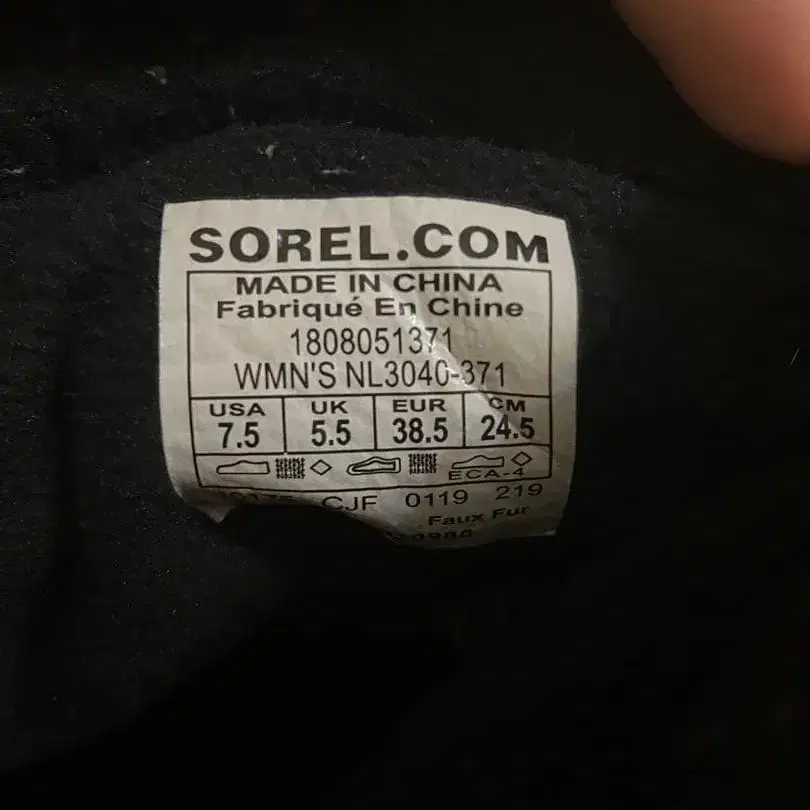 SOREL.COM
MADE IN CHINA
Fabriqué En Chine
1808051371
WMN'S NL3040-371
USA UK EUR CM
7.5 5.5 38.5 24.5
ECA-4
CJF 0119 219
Faux Fur